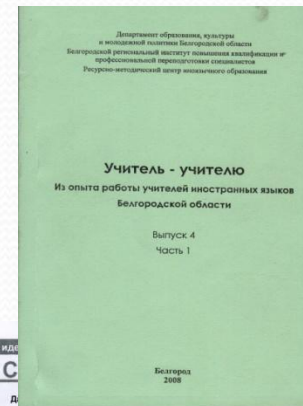 Департамент образования, культуры
и молодежной политики Белгородской области
Белгородский региональный институт повышения квалификации и
профессиональной переподготовки специалистов
Ресурсно-методический центр иноязычного образования
Учитель - учителю
Из опыта работы учителей иностранных языков
Белгородской области
Выпуск 4
Часть 1
Белгород
2008
иде
С